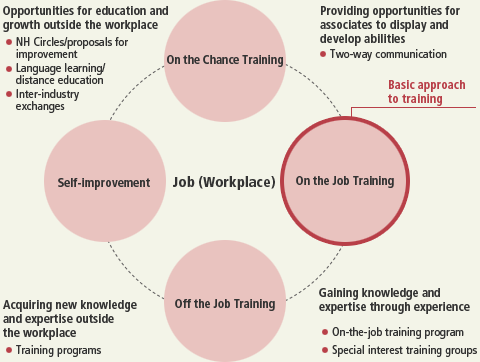 Opportunities for education and
growth outside the workplace
NH Circles/proposals for
improvement
Language learning/
distance education
Inter-industry
exchanges
Providing opportunities for
associates to display and
develop abilities
Two-way communication
On the Chance Training
Basic approach
to training
Self-improvement
Job (Workplace)
On the Job Training
Off the Job Training
Acquiring new knowledge
and expertise outside
the workplace
Training programs
Gaining knowledge and
expertise through experience
On-the-job training program
Special interest training groups